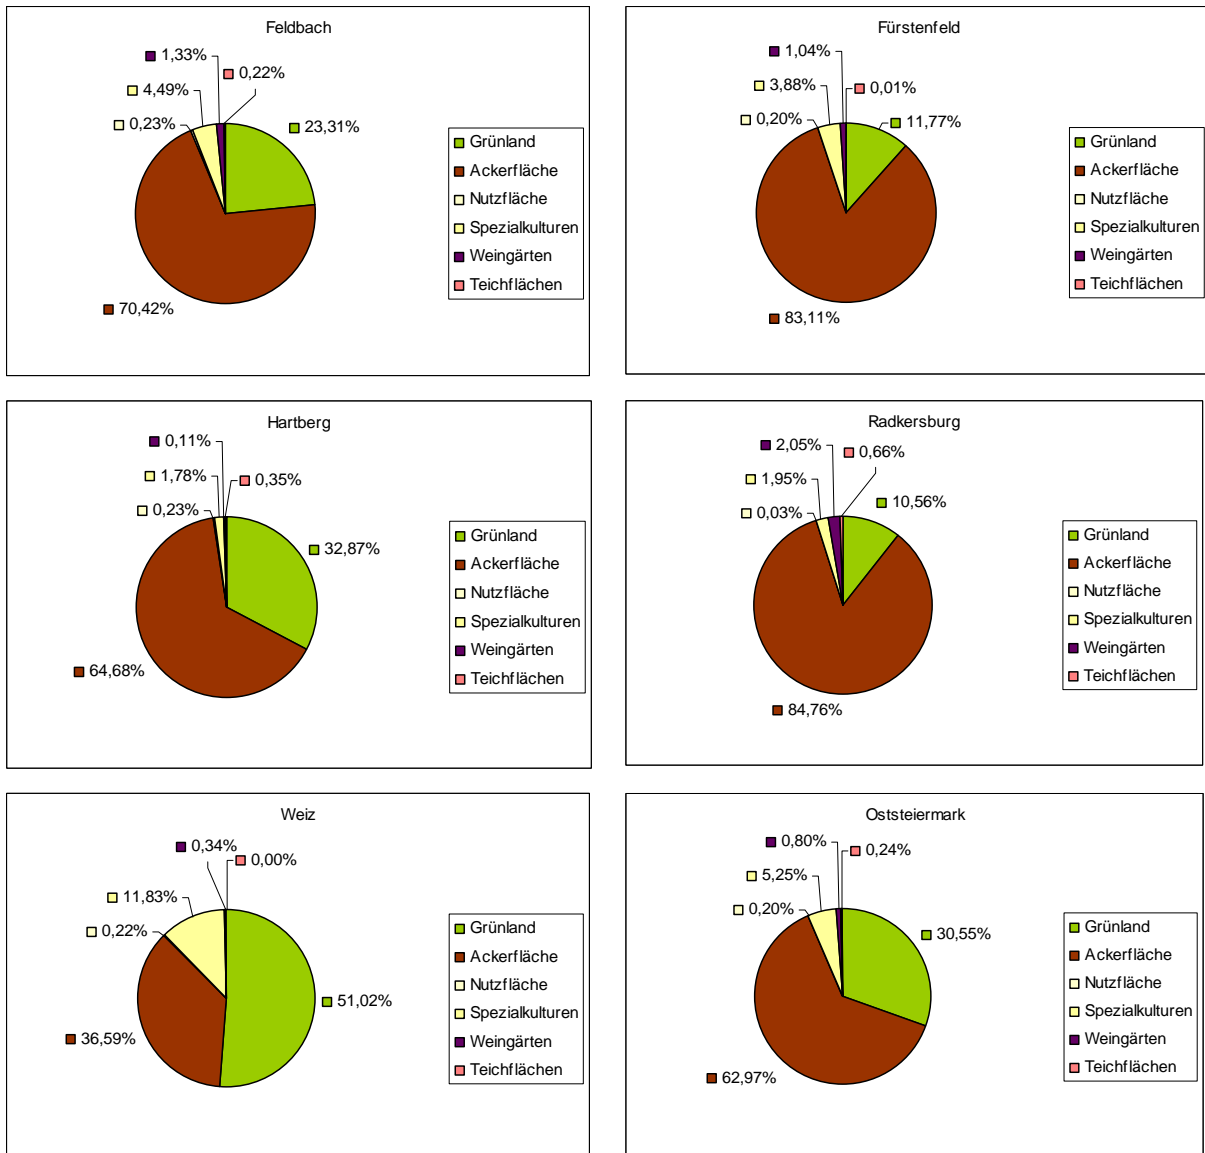 Feldbach
1,33%
0,22%
4,49%
0,23%
23,31%
70,42%
Grünland
Ackerfläche
Nutzfläche
Spezialkulturen
Weingärten
Teichflächen
Fürstenfeld
1,04%
3,88%
0,01%
0,20%
11,77%
83,11%
Grünland
Ackerfläche
Nutzfläche
Spezialkulturen
Weingärten
Teichflächen
Hartberg
0,11%
1,78%
0,35%
0,23%
32,87%
64,68%
Grünland
Ackerfläche
Nutzfläche
Spezialkulturen
Weingärten
Teichflächen
Radkersburg
2,05%
0,66%
1,95%
10,56%
0,03%
84,76%
Grünland
Ackerfläche
Nutzfläche
Spezialkulturen
Weingärten
Teichflächen
Weiz
0,34%
0,00%
11,83%
0,22%
51,02%
36,59%
Grünland
Ackerfläche
Nutzfläche
Spezialkulturen
Weingärten
Teichflächen
Oststeiermark
0,80%
0,24%
5,25%
0,20%
30,55%
62,97%
Grünland
Ackerfläche
Nutzfläche
Spezialkulturen
Weingärten
Teichflächen